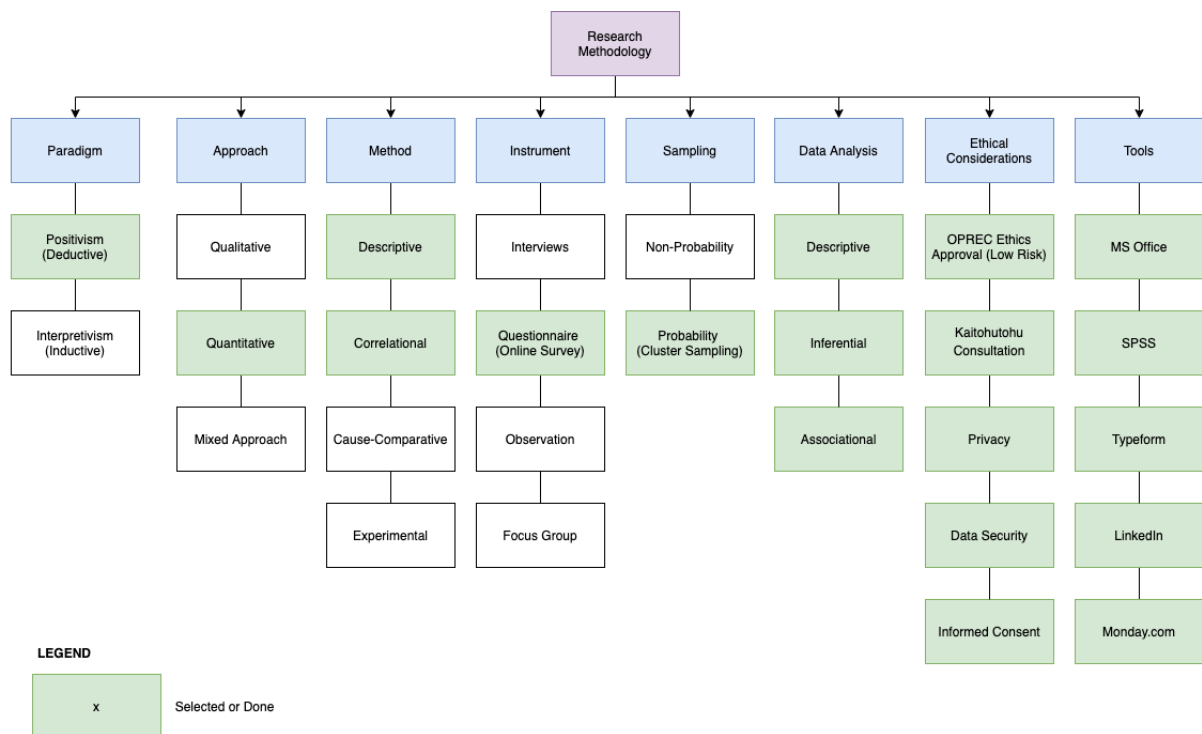 Research
Methodology
Paradigm
Approach
Method
Instrument
Sampling
Data Analysis
Ethical
Considerations
Tools
Positivism
(Deductive)
Qualitative
Descriptive
Interviews
Non-Probability
Descriptive
OPREC Ethics
Approval (Low Risk)
MS Office
Interpretivism
(Inductive)
Quantitative
Correlational
Questionnaire
(Online Survey)
Probability
(Cluster Sampling)
Inferential
Kaitohutohu
Consultation
SPSS
Mixed Approach
Cause-Comparative
Observation
Associational
Privacy
Typeform
Experimental
Focus Group
Data Security
LinkedIn
Informed Consent
Monday.com
LEGEND
x
Selected or Done